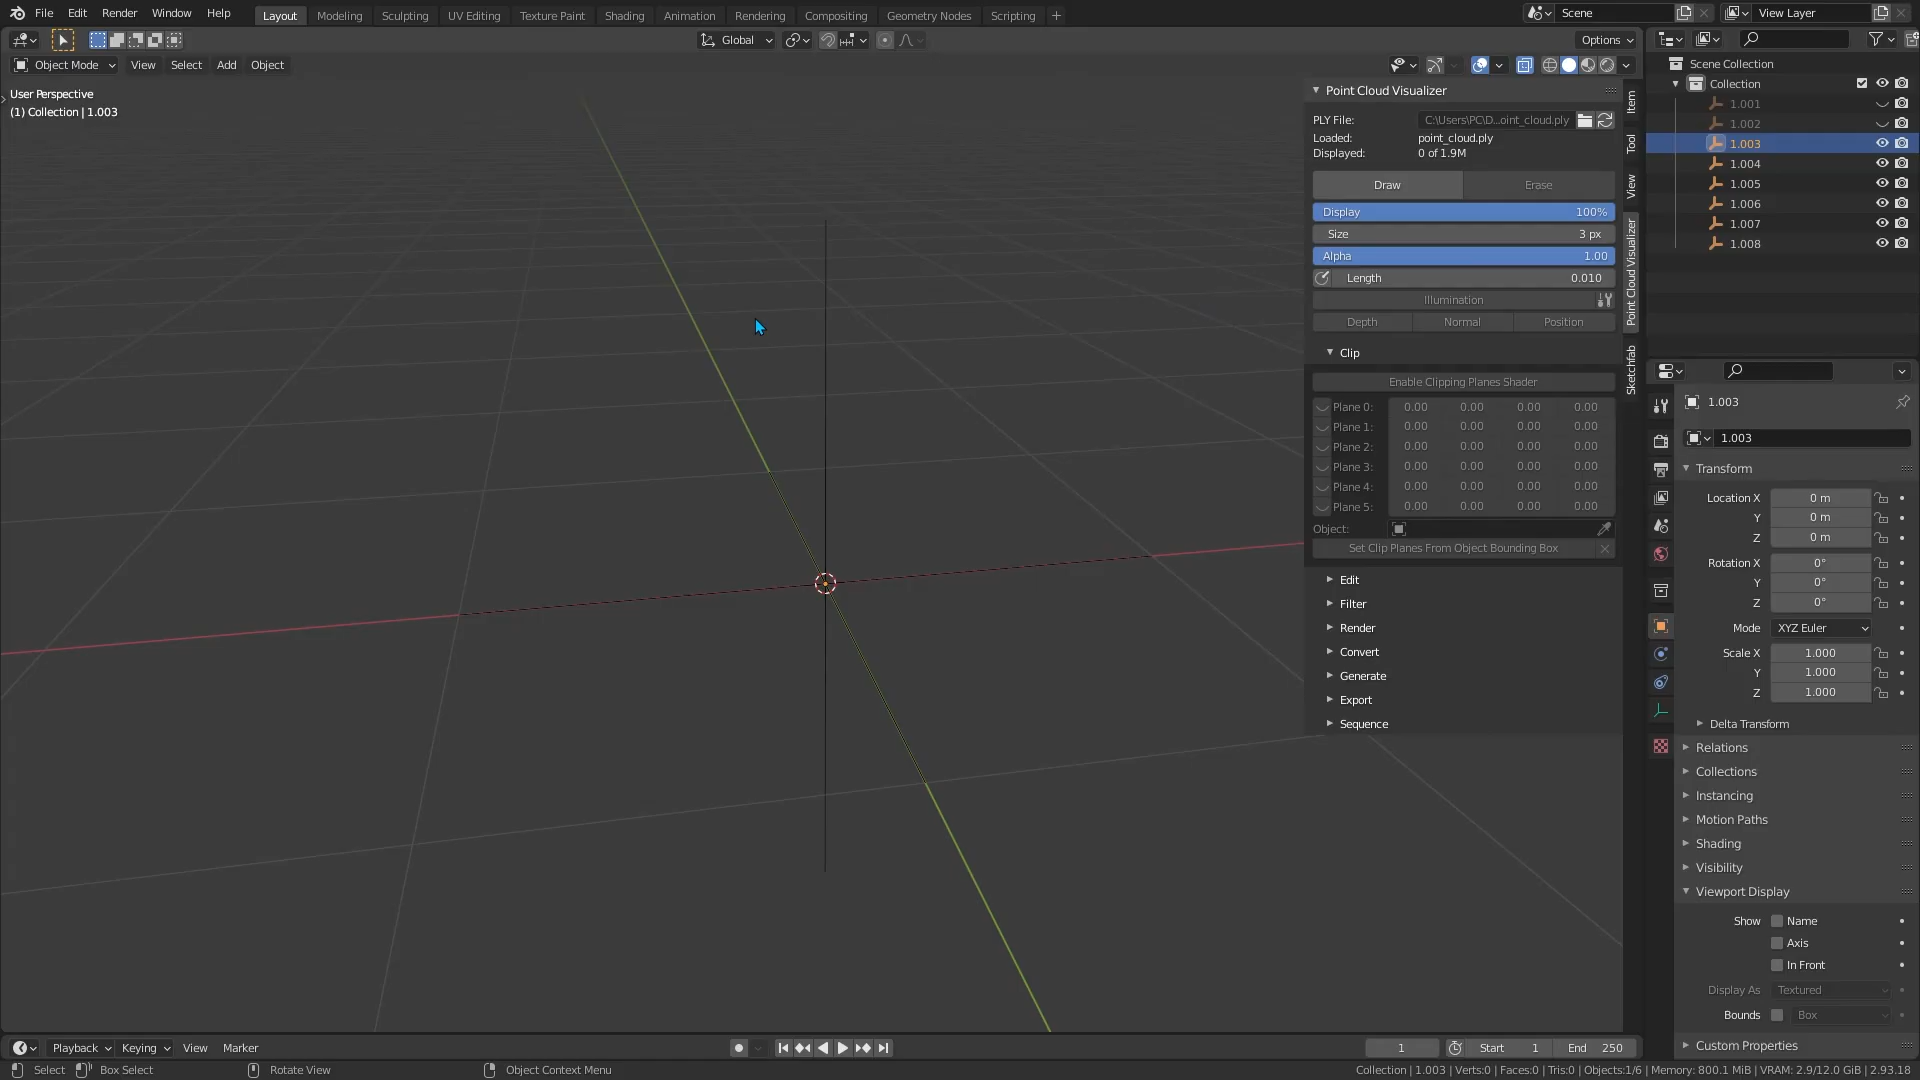 File Edit Render Window Help Layout Modeling Sculpting UV Editing Texture Paint Shading Animation Rendering Compositing Geometry Nodes Scripting + Scene View Layer
Global Options
Object Mode View Select Add Object
User Perspective
(1) Collection | 1.003
Point Cloud Visualizer
PLY File: C:\Users\PC\D...oint_cloud.ply
Loaded: point_cloud.ply
Displayed: 0 of 1.9M
Draw Erase
Display 100%
Size 3 px
Alpha 1.00
Length 0.010
Illumination
Depth Normal Position
Clip
Enable Clipping Planes Shader
Plane 0: 0.00 0.00 0.00 0.00
Plane 1: 0.00 0.00 0.00 0.00
Plane 2: 0.00 0.00 0.00 0.00
Plane 3: 0.00 0.00 0.00 0.00
Plane 4: 0.00 0.00 0.00 0.00
Plane 5: 0.00 0.00 0.00 0.00
Object:
Set Clip Planes From Object Bounding Box
Edit
Filter
Render
Convert
Generate
Export
Sequence
Item
Tool
View
Point Cloud Visualizer
Sketchfab
Scene Collection
Collection
1.001
1.002
1.003
1.004
1.005
1.006
1.007
1.008
1.003
1.003
Transform
Location X 0 m
Y 0 m
Z 0 m
Rotation X 0°
Y 0°
Z 0°
Mode XYZ Euler
Scale X 1.000
Y 1.000
Z 1.000
Delta Transform
Relations
Collections
Instancing
Motion Paths
Shading
Visibility
Viewport Display
Show Name
Axis
In Front
Display As Textured
Bounds Box
Custom Properties
Playback Keying View Marker 1 Start 1 End 250
Select Box Select Rotate View Object Context Menu Collection | 1.003 | Verts:0 | Faces:0 | Tris:0 | Objects:1/6 | Memory: 800.1 MiB | VRAM: 2.9/12.0 GiB | 2.93.18